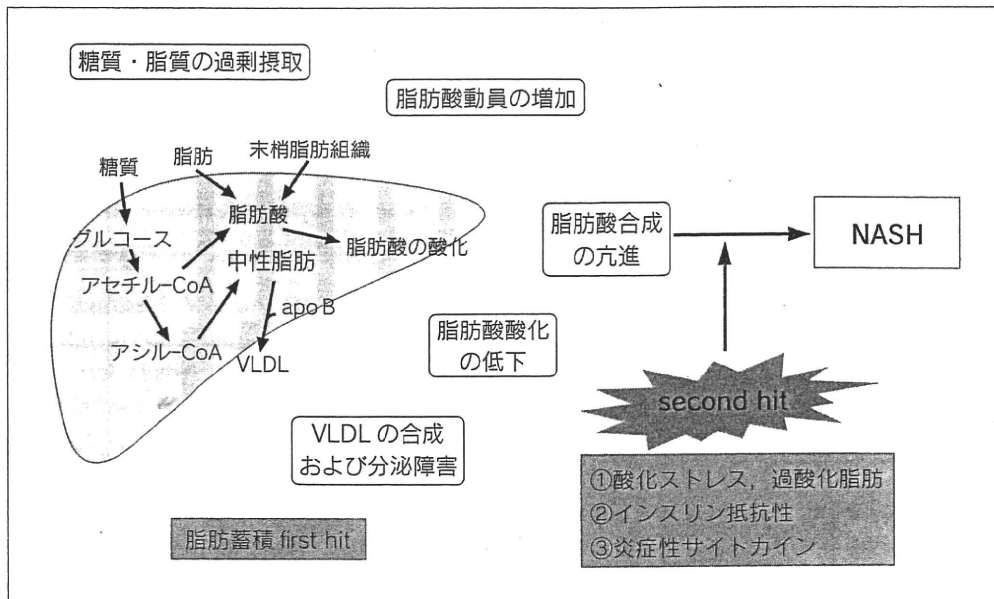 糖質・脂質の過剰摂取
脂肪酸動員の増加
糖質
脂肪
末梢脂肪組織
グルコース
脂肪酸
脂肪酸の酸化
アセチル−CoA
中性脂肪
アシル−CoA
apo B
VLDL
脂肪酸合成
の亢進
NASH
脂肪酸酸化
の低下
second hit
VLDL の合成
および分泌障害
①酸化ストレス,過酸化脂肪
②インスリン抵抗性
③炎症性サイトカイン
脂肪蓄積 first hit